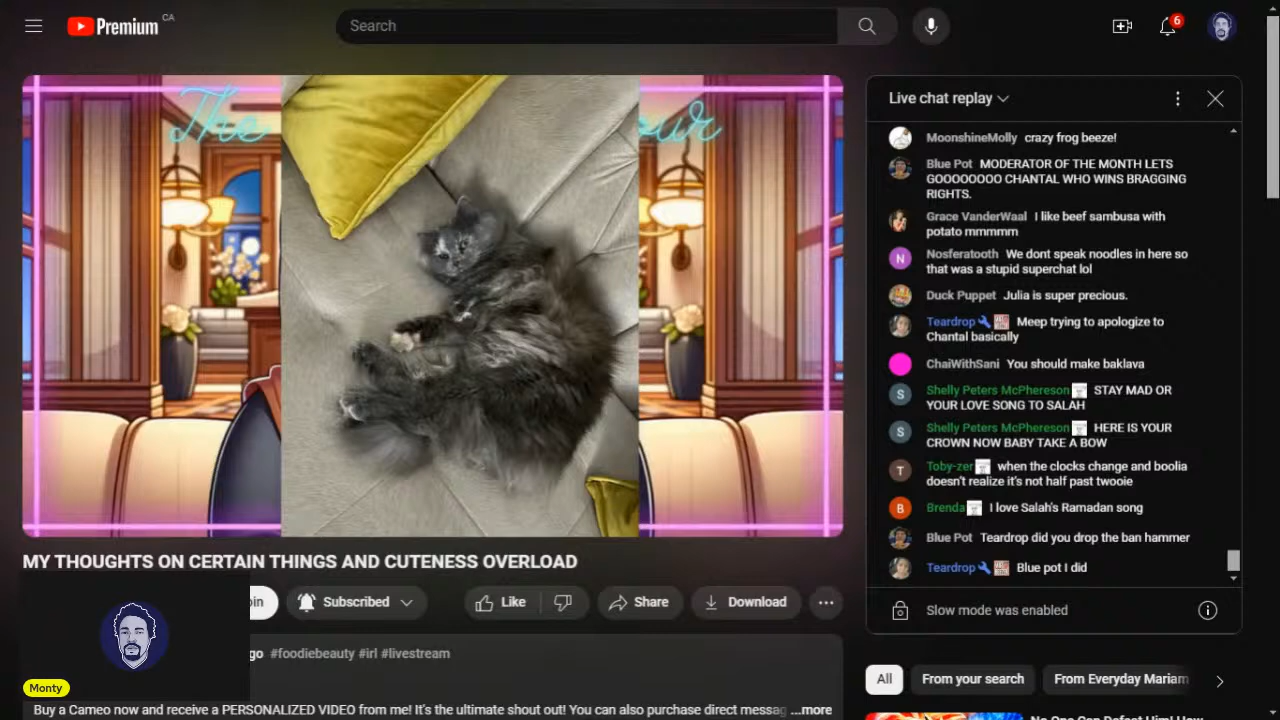 Premium CA
Search
6
The
our
Live chat replay
MoonshineMolly crazy frog beeze!
Blue Pot MODERATOR OF THE MONTH LETS
GOOOOOOOO CHANTAL WHO WINS BRAGGING
RIGHTS.
Grace VanderWaal I like beef sambusa with
potato mmmmm
N
Nosferatooth We dont speak noodles in here so
that was a stupid superchat lol
Duck Puppet Julia is super precious.
Teardrop Meep trying to apologize to
Chantal basically
ChaiWithSani You should make baklava
S
Shelly Peters McPhereson STAY MAD OR
YOUR LOVE SONG TO SALAH
S
Shelly Peters McPhereson HERE IS YOUR
CROWN NOW BABY TAKE A BOW
T
Toby-zer when the clocks change and boolia
doesn't realize it's not half past twooie
B
Brenda I love Salah's Ramadan song
Blue Pot Teardrop did you drop the ban hammer
Teardrop Blue pot I did
Slow mode was enabled
MY THOUGHTS ON CERTAIN THINGS AND CUTENESS OVERLOAD
oin
Subscribed
Like
Share
Download
go #foodiebeauty #irl #livestream
Monty
Buy a Cameo now and receive a PERSONALIZED VIDEO from me! It's the ultimate shout out! You can also purchase direct messag ...more
All
From your search
From Everyday Mariam
No One Can Defeat Him! How